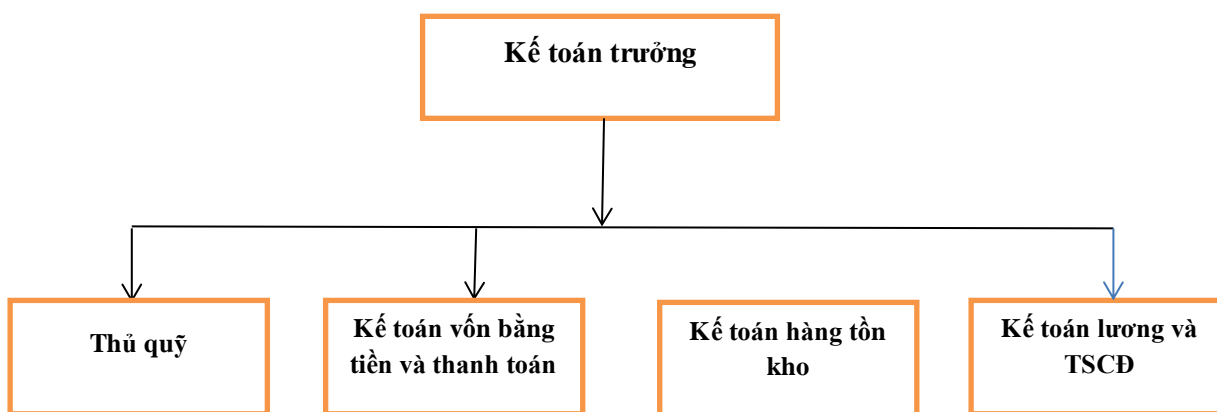 Kế toán trưởng
Thủ quỹ
Kế toán vốn bằng
tiền và thanh toán
Kế toán hàng tồn
kho
Kế toán lương và
TSCĐ